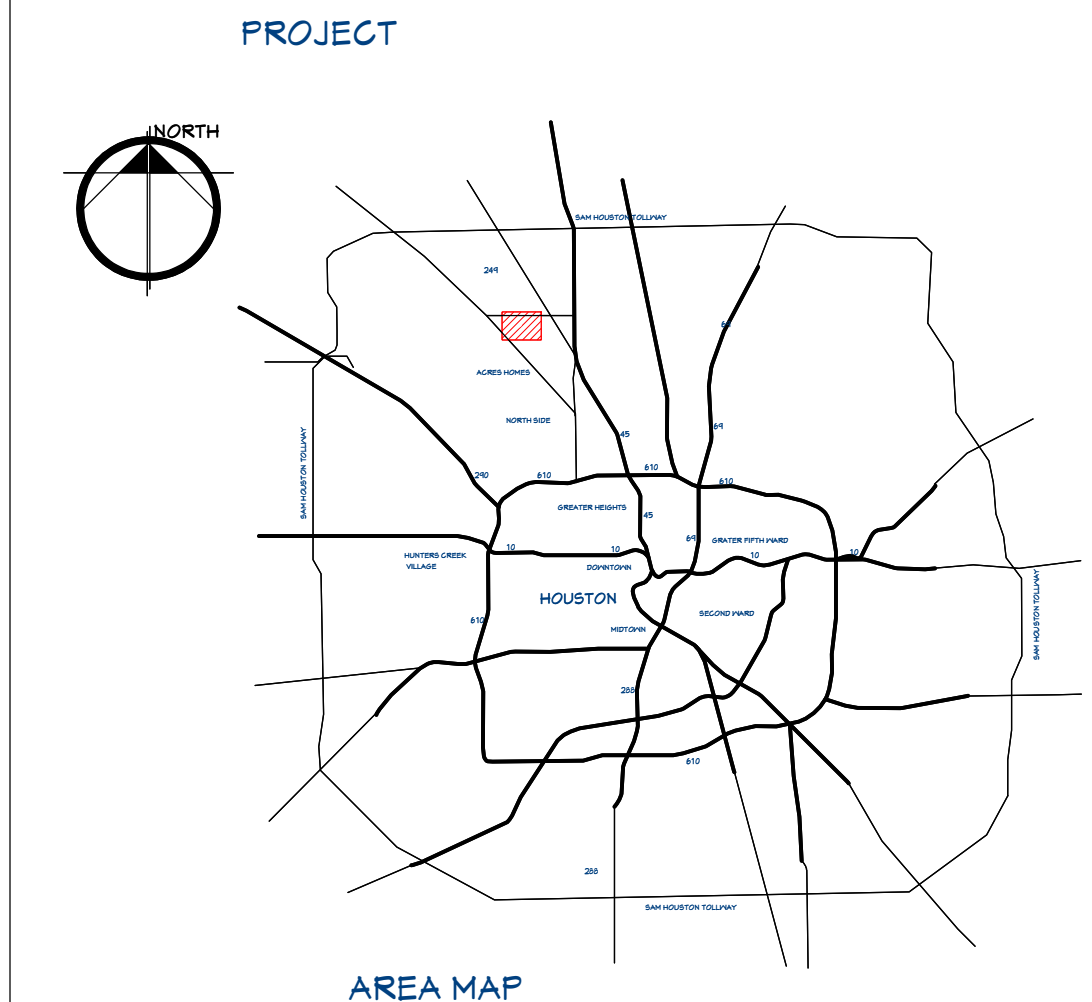 PROJECT
NORTH
SAM HOUSTON TOLLWAY
249
69
ACRES HOMES
NORTH SIDE
69
45
SAM HOUSTON TOLLWAY
610
290
610
610
GREATER HEIGHTS
45
69
GRATER FIFTH WARD
10
10
10
10
HUNTERS CREEK
VILLAGE
DOWNTOWN
HOUSTON
SECOND WARD
SAM HOUSTON TOLLWAY
610
MIDTOWN
288
610
288
SAM HOUSTON TOLLWAY
AREA MAP